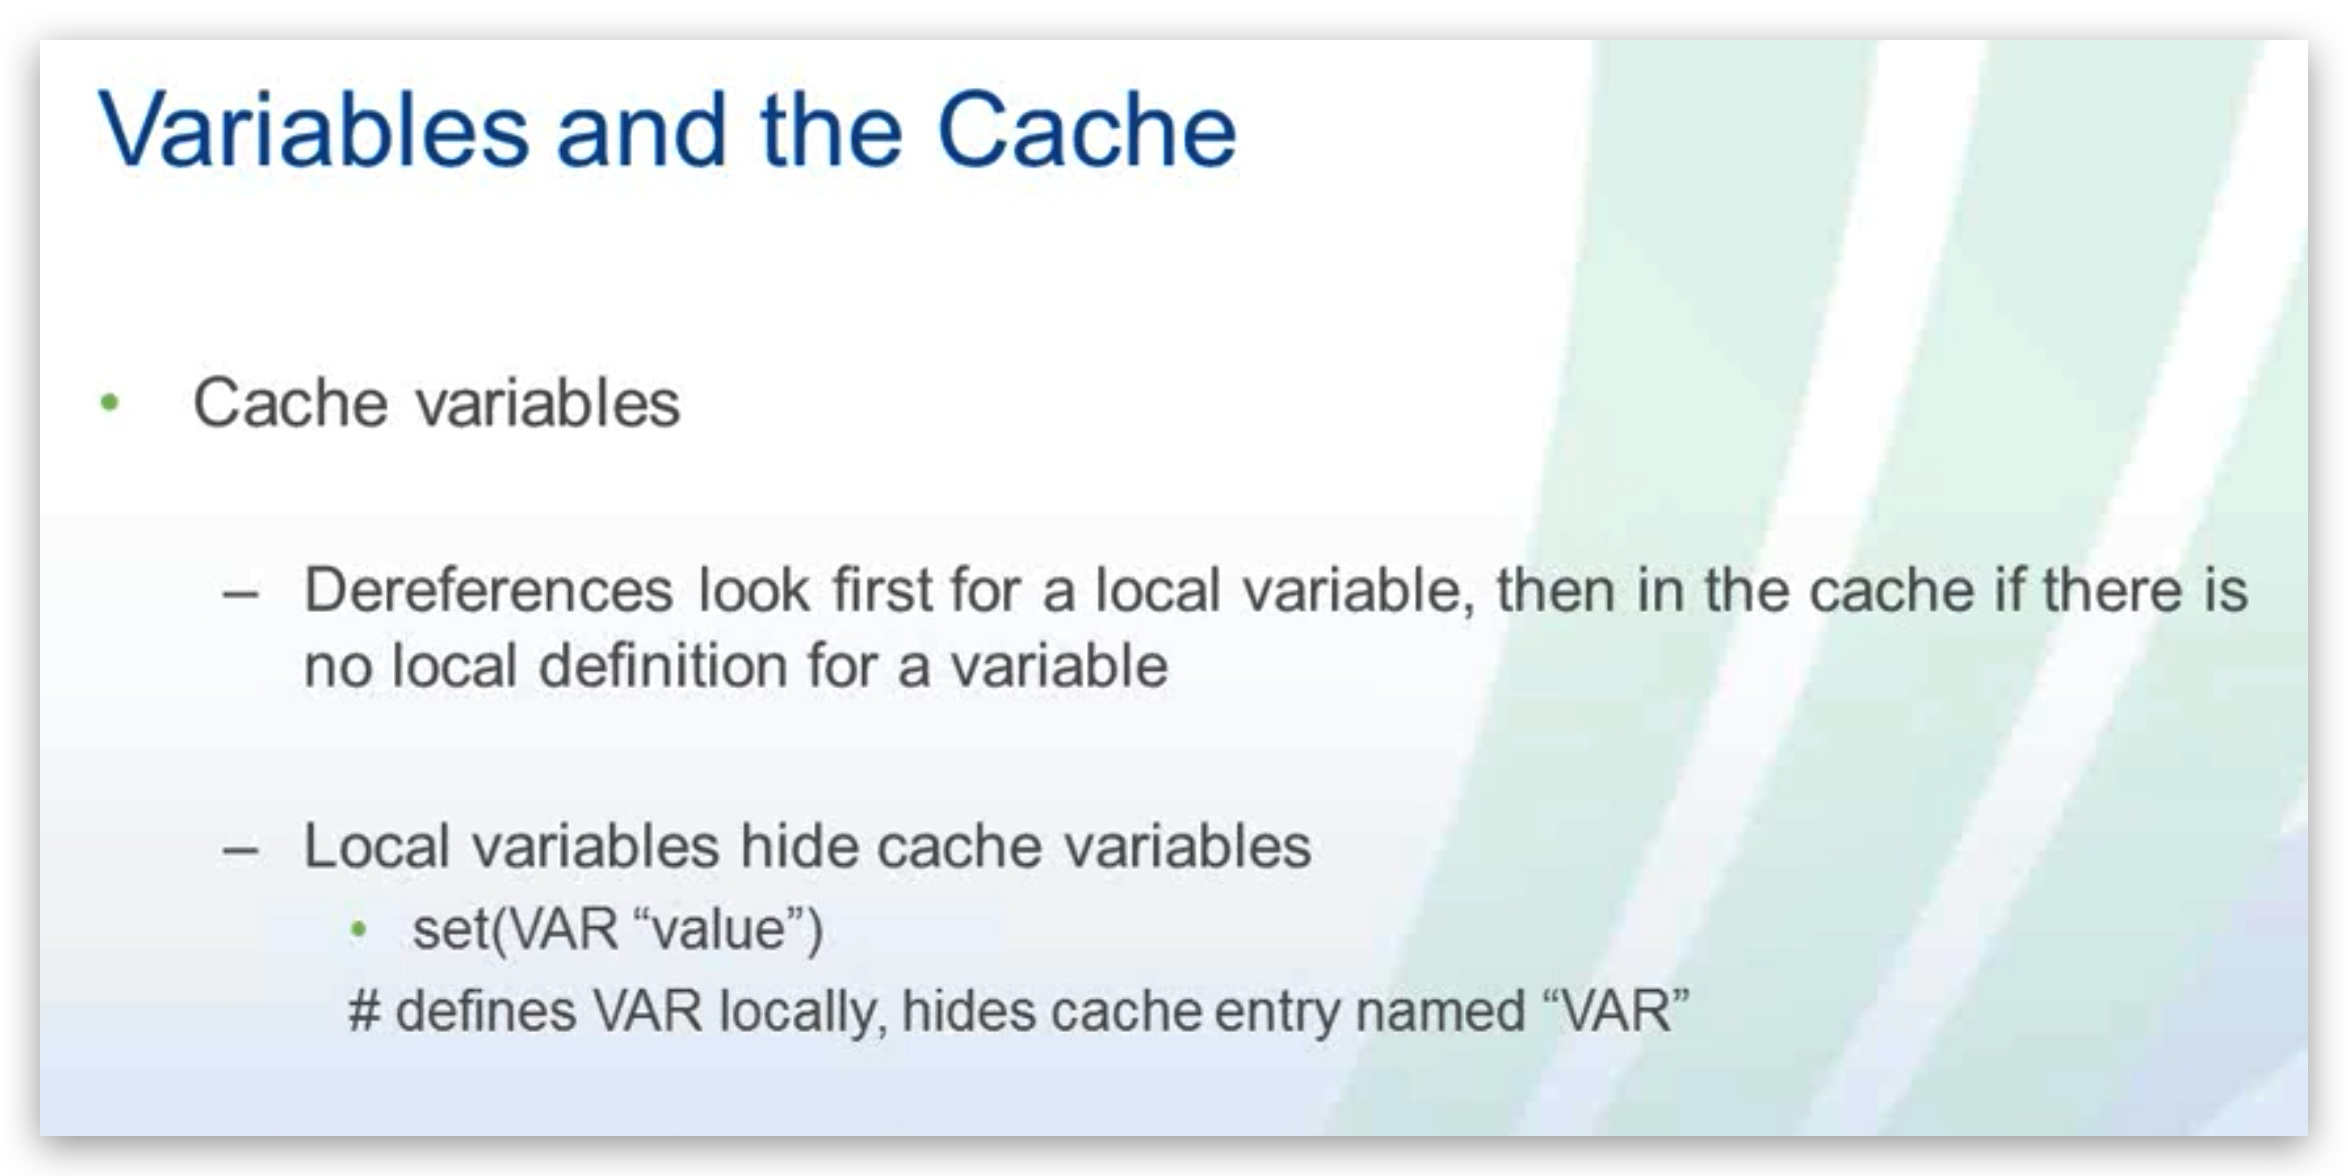 Variables and the Cache
• Cache variables
– Dereferences look first for a local variable, then in the cache if there is
no local definition for a variable
– Local variables hide cache variables
• set(VAR “value”)
# defines VAR locally, hides cache entry named “VAR”